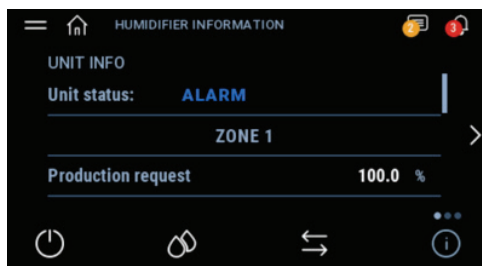 HUMIDIFIER INFORMATION
2
3
UNIT INFO
Unit status: ALARM
ZONE 1
Production request 100.0 %